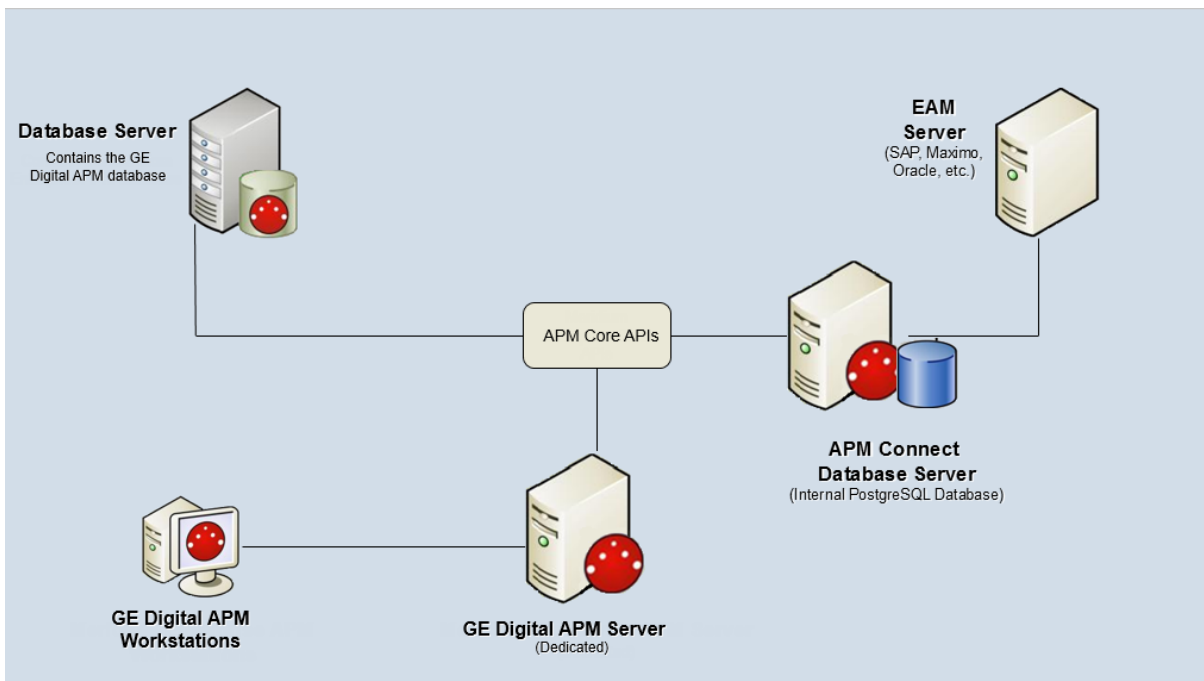 Database Server
Contains the GE
Digital APM database
EAM
Server
(SAP, Maximo,
Oracle, etc.)
APM Core APIs
APM Connect
Database Server
(Internal PostgreSQL Database)
GE Digital APM
Workstations
GE Digital APM Server
(Dedicated)